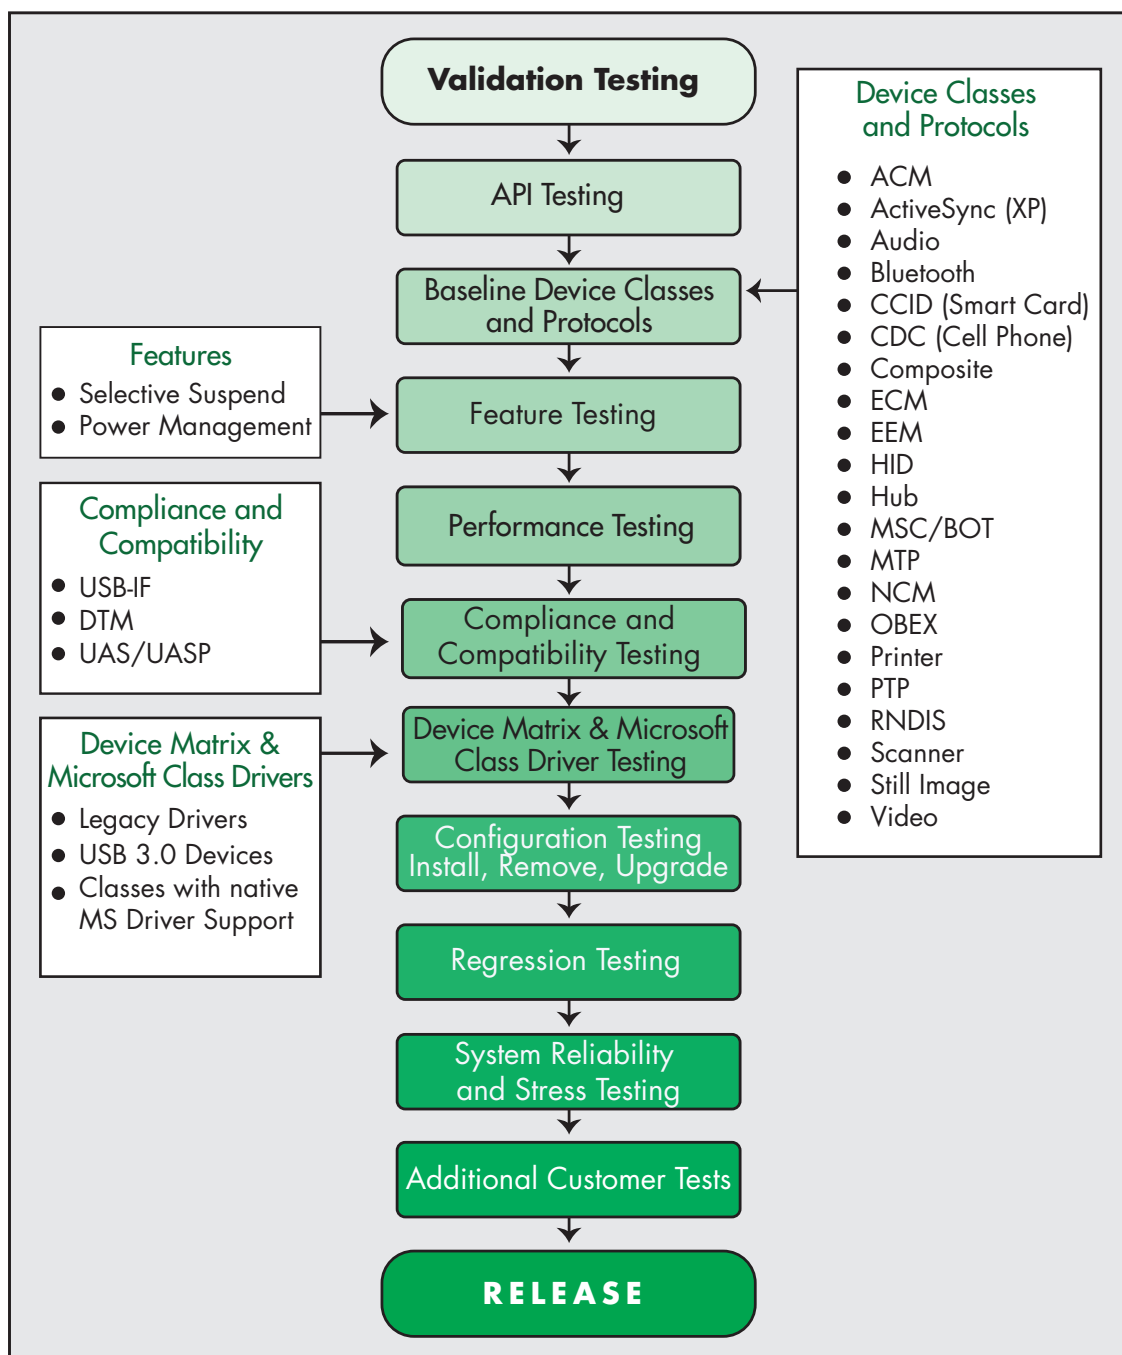 Validation Testing
API Testing
Baseline Device Classes
and Protocols
Feature Testing
Performance Testing
Compliance and
Compatibility Testing
Device Matrix & Microsoft
Class Driver Testing
Configuration Testing
Install, Remove, Upgrade
Regression Testing
System Reliability
and Stress Testing
Additional Customer Tests
RELEASE
Features
● Selective Suspend
● Power Management
Compliance and
Compatibility
● USB-IF
● DTM
● UAS/UASP
Device Matrix &
Microsoft Class Drivers
● Legacy Drivers
● USB 3.0 Devices
● Classes with native
MS Driver Support
Device Classes
and Protocols
● ACM
● ActiveSync (XP)
● Audio
● Bluetooth
● CCID (Smart Card)
● CDC (Cell Phone)
● Composite
● ECM
● EEM
● HID
● Hub
● MSC/BOT
● MTP
● NCM
● OBEX
● Printer
● PTP
● RNDIS
● Scanner
● Still Image
● Video